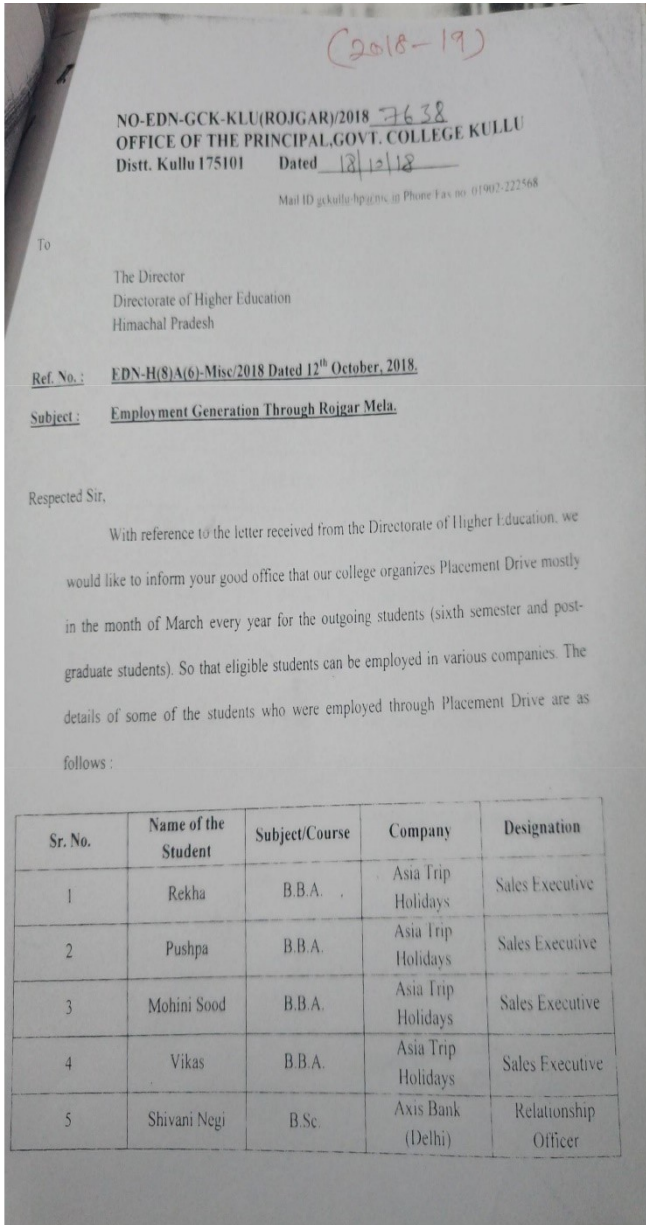 (2018-19)
NO-EDN-GCK-KLU(ROJGAR)/2018 7638
OFFICE OF THE PRINCIPAL,GOVT. COLLEGE KULLU
Distt. Kullu 175101 Dated 18/10/18
Mail ID Phone Fax no. 01902-222568
To
The Director
Directorate of Higher Education
Himachal Pradesh
Ref. No. : EDN-H(8)A(6)-Misc/2018 Dated 12th October, 2018.
Subject : Employment Generation Through Rojgar Mela.
Respected Sir,
With reference to the letter received from the Directorate of Higher Education, we
would like to inform your good office that our college organizes Placement Drive mostly
in the month of March every year for the outgoing students (sixth semester and post-
graduate students). So that eligible students can be employed in various companies. The
details of some of the students who were employed through Placement Drive are as
follows :
Sr. No. Name of the Student Subject/Course Company Designation
1 Rekha B.B.A. Asia Trip Holidays Sales Executive
2 Pushpa B.B.A. Asia Trip Holidays Sales Executive
3 Mohini Sood B.B.A. Asia Trip Holidays Sales Executive
4 Vikas B.B.A. Asia Trip Holidays Sales Executive
5 Shivani Negi B.Sc. Axis Bank (Delhi) Relationship Officer